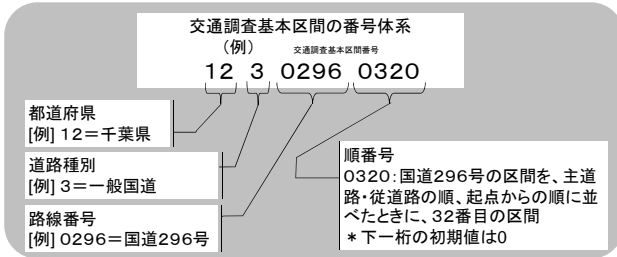 交通調査基本区間の番号体系
(例)
交通調査基本区間番号
12 3 0296 0320
都道府県
[例] 12=千葉県
道路種別
[例] 3=一般国道
路線番号
[例] 0296=国道296号
順番号
0320:国道296号の区間を、主道
路・従道路の順、起点からの順に並
べたときに、32番目の区間
*下一桁の初期値は0